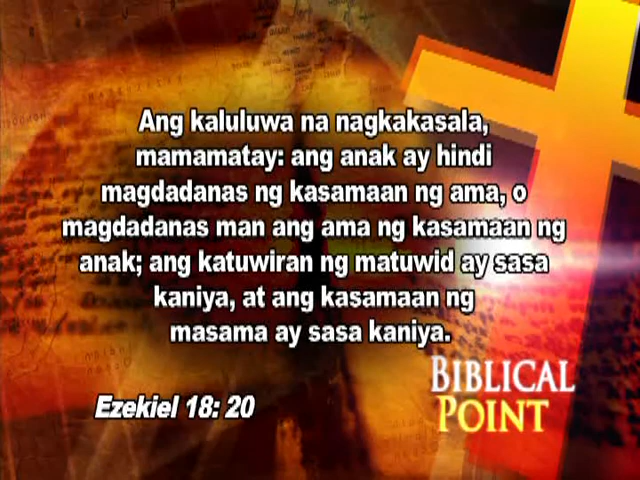 Ang kaluluwa na nagkakasala,
mamamatay: ang anak ay hindi
magdadanas ng kasamaan ng ama, o
magdadanas man ang ama ng kasamaan ng
anak; ang katuwiran ng matuwid ay sasa
kaniya, at ang kasamaan ng
masama ay sasa kaniya.
Ezekiel 18: 20
BIBLICAL
POINT